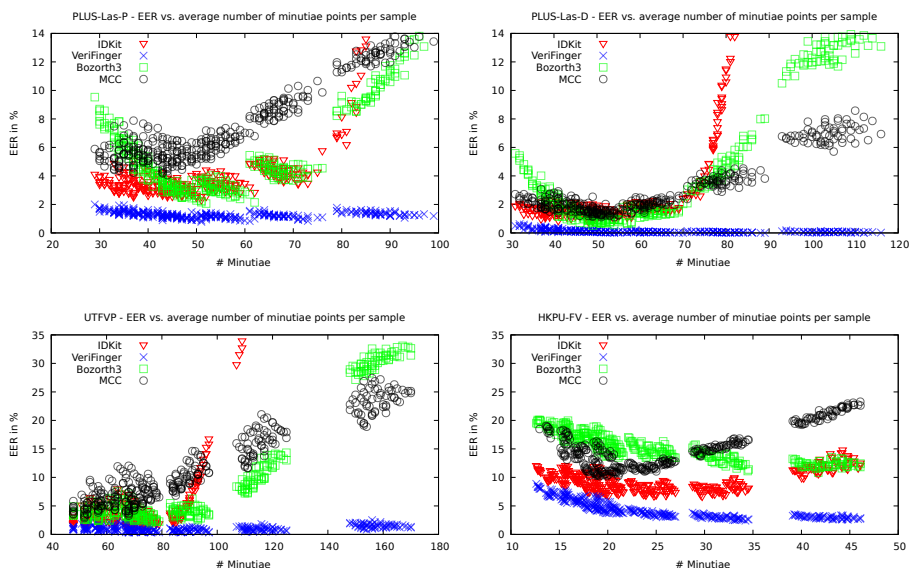 PLUS-Las-P - EER vs. average number of minutiae points per sample
EER in %
14
12
10
8
6
4
2
0
IDKit
VeriFinger
Bozorth3
MCC
20 30 40 50 60 70 80 90 100
# Minutiae
PLUS-Las-D - EER vs. average number of minutiae points per sample
EER in %
14
12
10
8
6
4
2
0
IDKit
VeriFinger
Bozorth3
MCC
30 40 50 60 70 80 90 100 110 120
# Minutiae
UTFVP - EER vs. average number of minutiae points per sample
EER in %
35
30
25
20
15
10
5
0
IDKit
VeriFinger
Bozorth3
MCC
40 60 80 100 120 140 160 180
# Minutiae
HKPU-FV - EER vs. average number of minutiae points per sample
EER in %
35
30
25
20
15
10
5
0
IDKit
VeriFinger
Bozorth3
MCC
10 15 20 25 30 35 40 45 50
# Minutiae